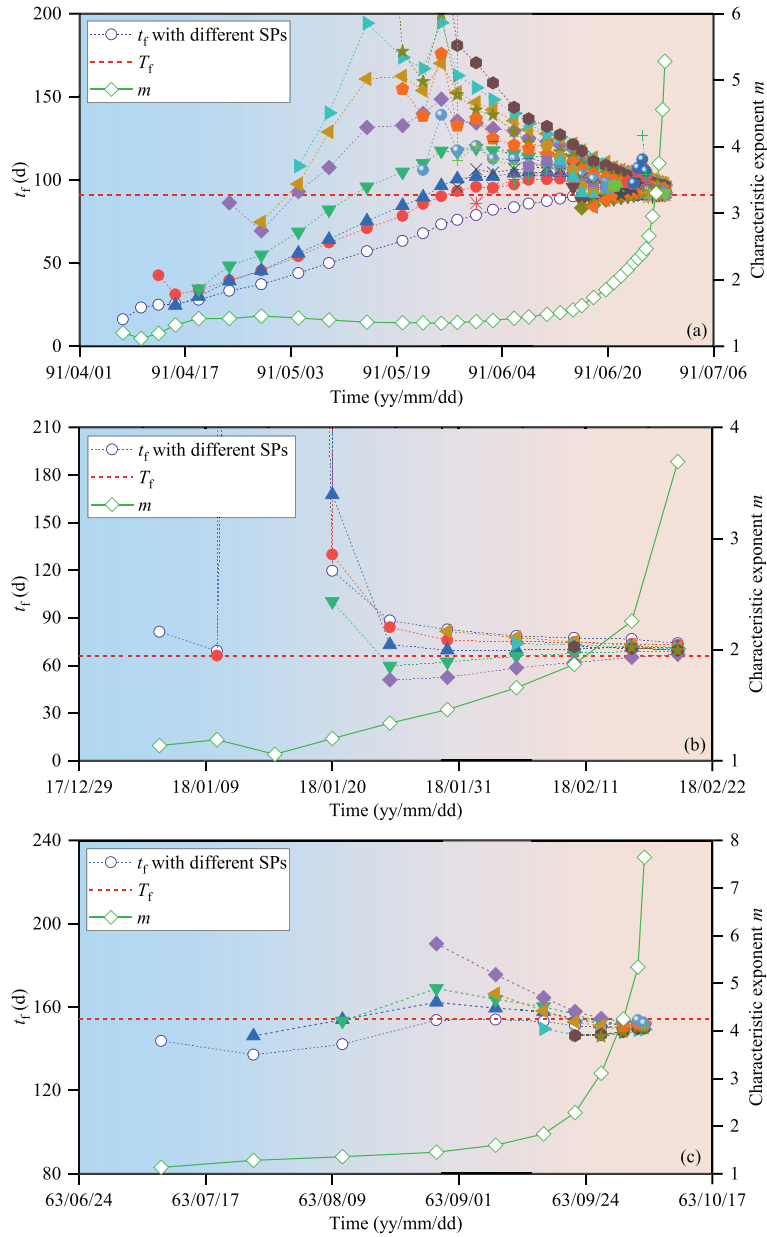 200
150
100
50
0
t_f (d)
t_f with different SPs
T_f
m
6
5
4
3
2
1
Characteristic exponent m
(a)
91/04/01 91/04/17 91/05/03 91/05/19 91/06/04 91/06/20 91/07/06
Time (yy/mm/dd)
210
180
150
120
90
60
30
0
t_f (d)
t_f with different SPs
T_f
m
4
3
2
1
Characteristic exponent m
(b)
17/12/29 18/01/09 18/01/20 18/01/31 18/02/11 18/02/22
Time (yy/mm/dd)
240
220
200
160
140
80
t_f (d)
t_f with different SPs
T_f
m
8
7
6
5
4
3
2
1
Characteristic exponent m
(c)
63/06/24 63/07/17 63/08/09 63/09/01 63/09/24 63/10/17
Time (yy/mm/dd)